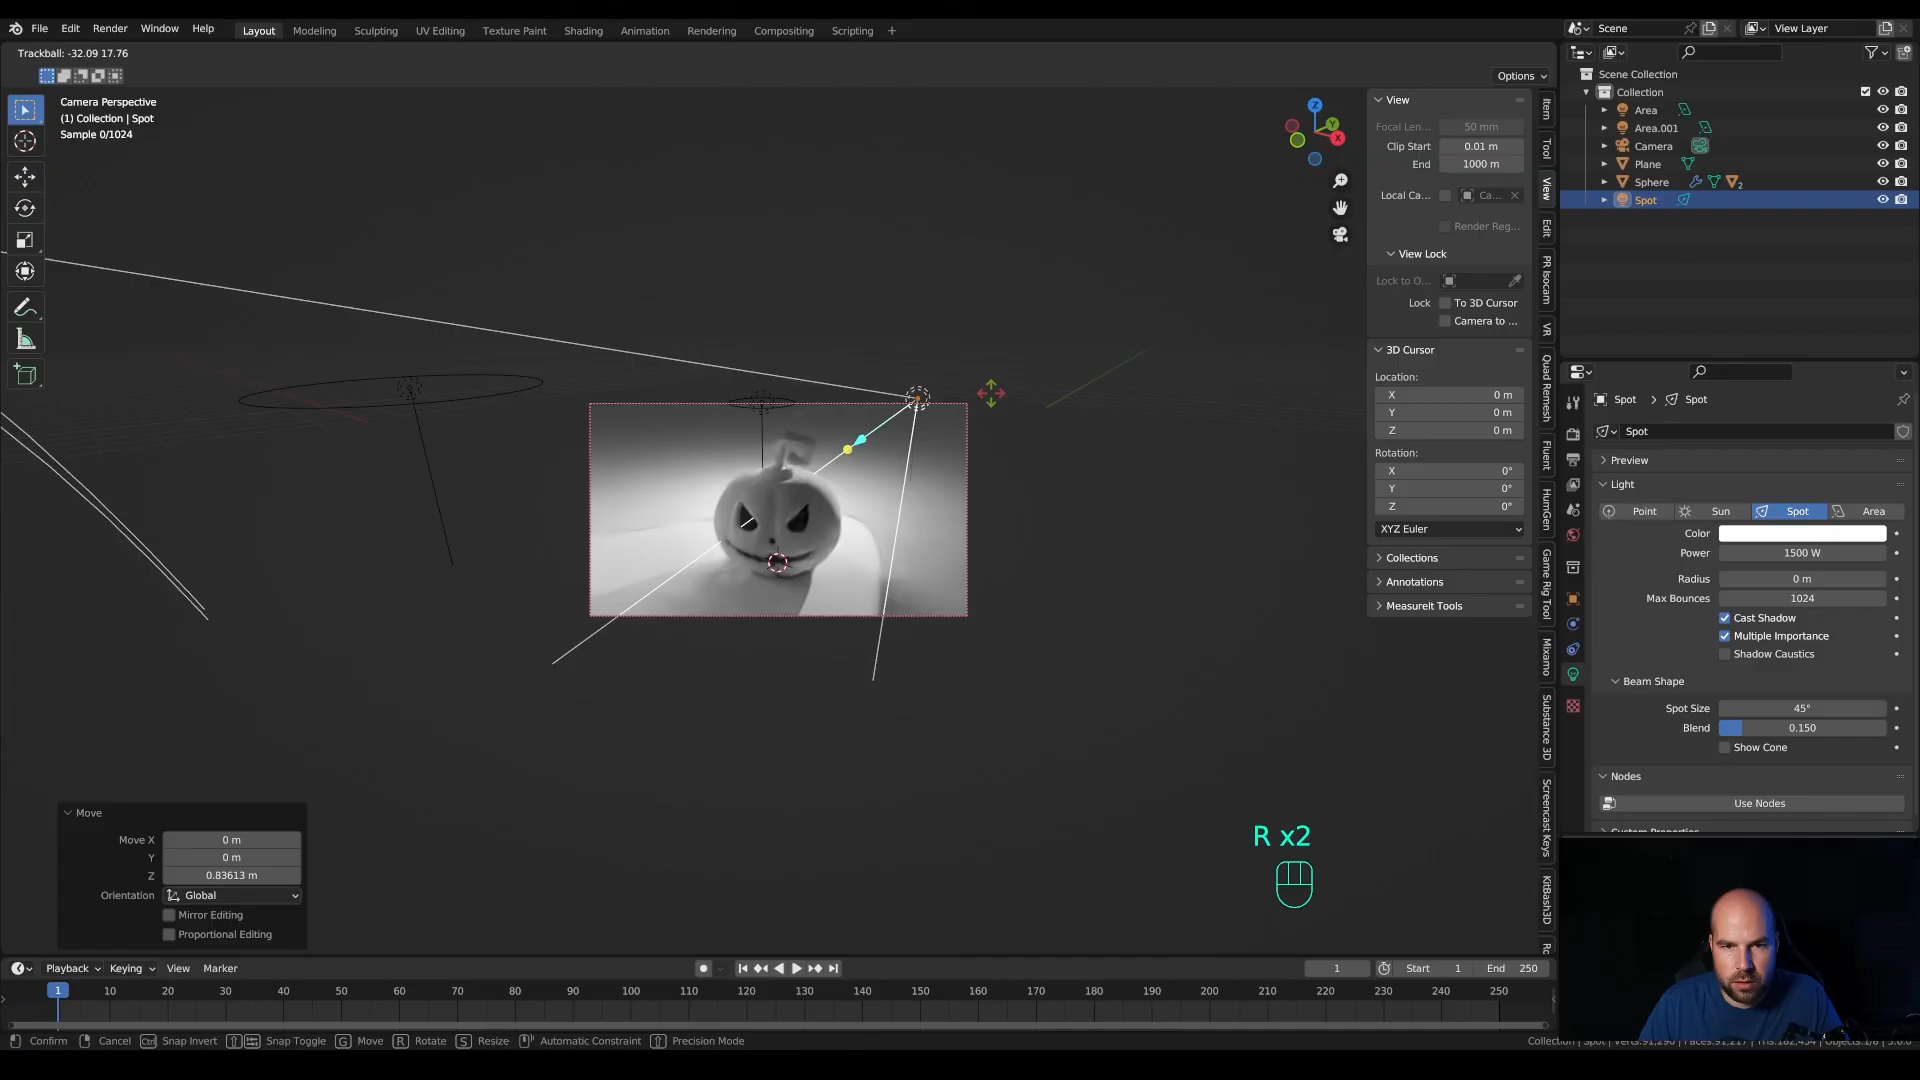 File Edit Render Window Help Layout Modeling Sculpting UV Editing Texture Paint Shading Animation Rendering Compositing Scripting + Scene View Layer
Trackball: -32.09 17.76
Options
Camera Perspective
(1) Collection | Spot
Sample 0/1024
Z
Y
X
View
Focal Len... 50 mm
Clip Start 0.01 m
End 1000 m
Local Ca... Ca...
Render Reg...
View Lock
Lock to O...
Lock To 3D Cursor
Camera to ...
3D Cursor
Location:
X 0 m
Y 0 m
Z 0 m
Rotation:
X 0°
Y 0°
Z 0°
XYZ Euler
Collections
Annotations
MeasureIt Tools
Item
Tool
View
Edit
PR Isocam
VR
Quad Remesh
Fluent
HumGen
Game Rig Tool
Mixamo
Substance 3D
Screencast Keys
KitBash3D
Scene Collection
Collection
Area
Area.001
Camera
Plane
Sphere 2
Spot
Spot Spot
Spot
Preview
Light
Point Sun Spot Area
Color
Power 1500 W
Radius 0 m
Max Bounces 1024
Cast Shadow
Multiple Importance
Shadow Caustics
Beam Shape
Spot Size 45°
Blend 0.150
Show Cone
Nodes
Use Nodes
Move
Move X 0 m
Y 0 m
Z 0.83613 m
Orientation Global
Mirror Editing
Proportional Editing
R x2
Playback Keying View Marker 1 Start 1 End 250
1 10 20 30 40 50 60 70 80 90 100 110 120 130 140 150 160 170 180 190 200 210 220 230 240 250
Confirm Cancel Ctrl Snap Invert Snap Toggle G Move R Rotate S Resize Automatic Constraint Precision Mode